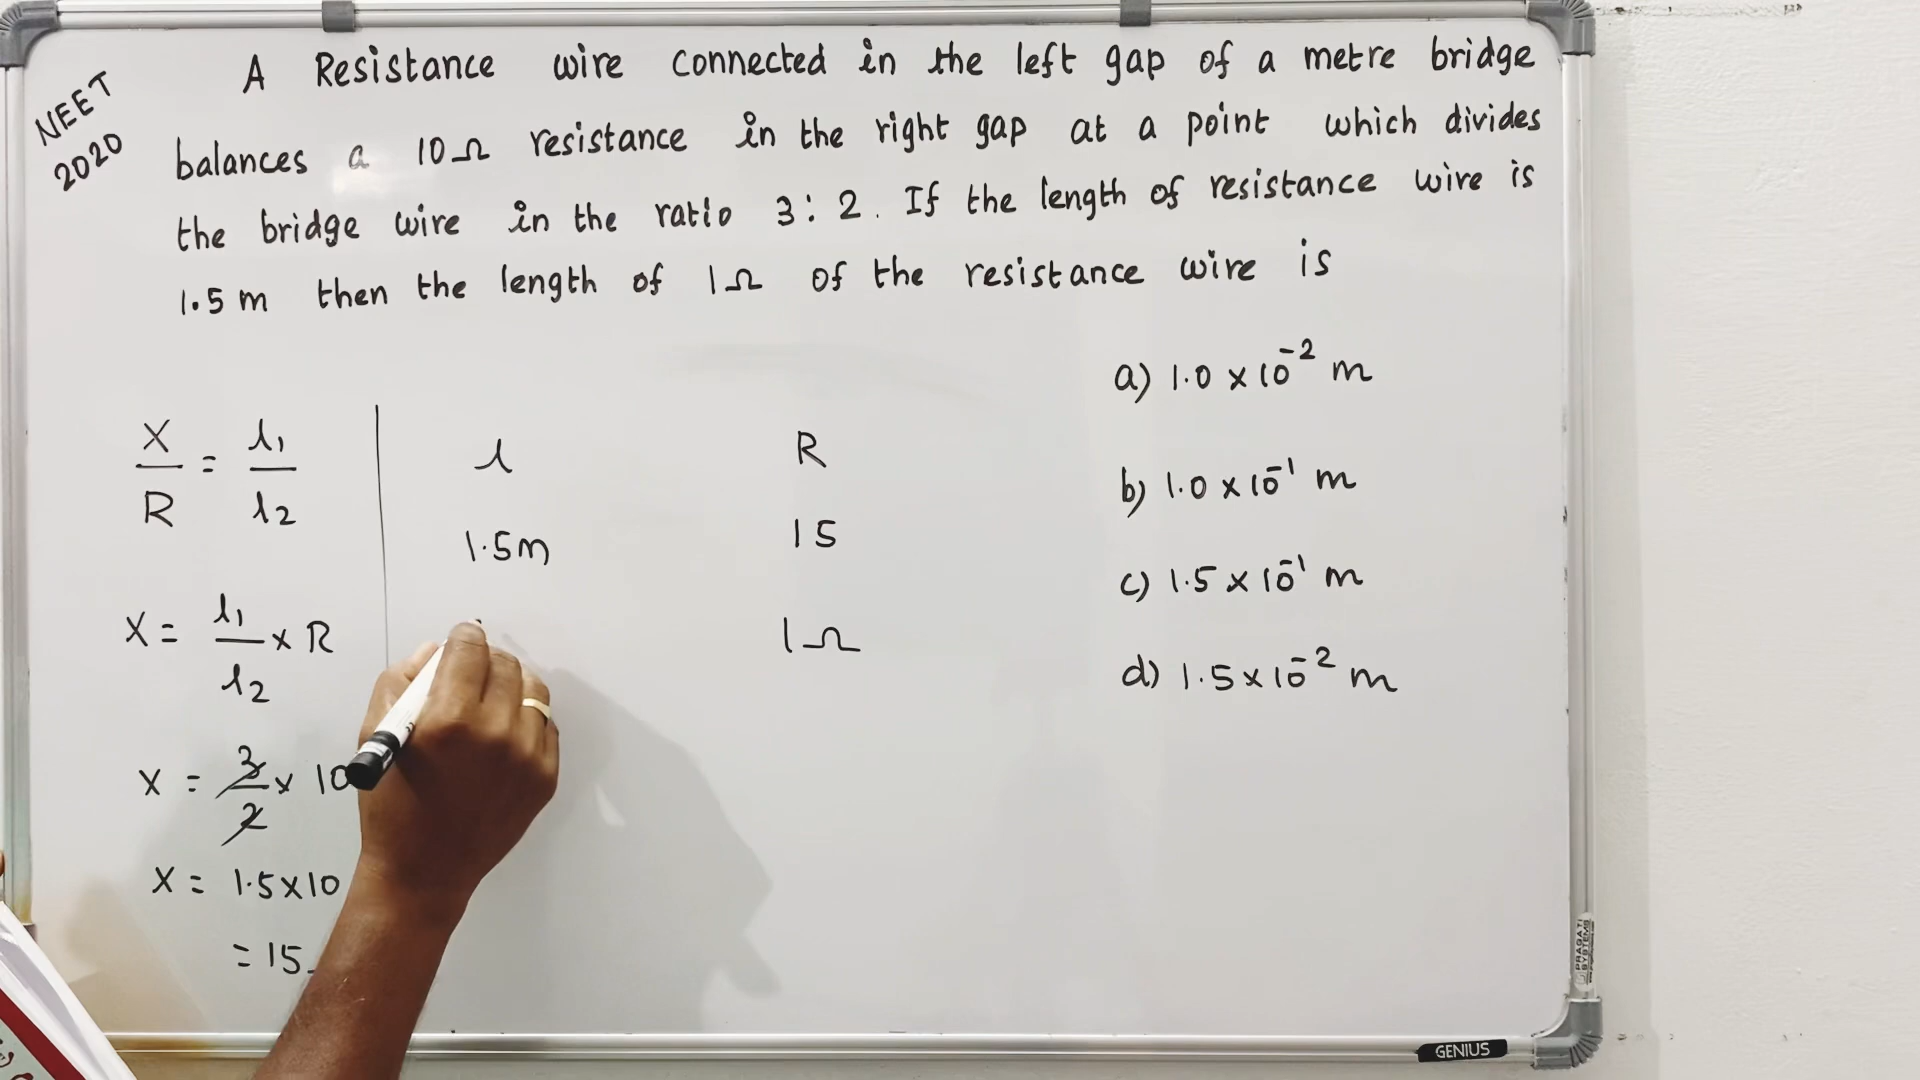 NEET
2020
A Resistance wire connected in the left gap of a metre bridge
balances a 10Ω resistance in the right gap at a point which divides
the bridge wire in the ratio 3:2. If the length of resistance wire is
1.5 m then the length of 1Ω of the resistance wire is
X/R = l₁/l₂
X = l₁/l₂ × R
X = 3/2 × 10
X = 1.5×10
= 15
l R
1.5m 15
1Ω
a) 1.0 × 10⁻² m
b) 1.0 × 10⁻¹ m
c) 1.5 × 10⁻¹ m
d) 1.5 × 10⁻² m
PRAGATI
SYSTEMS
GENIUS